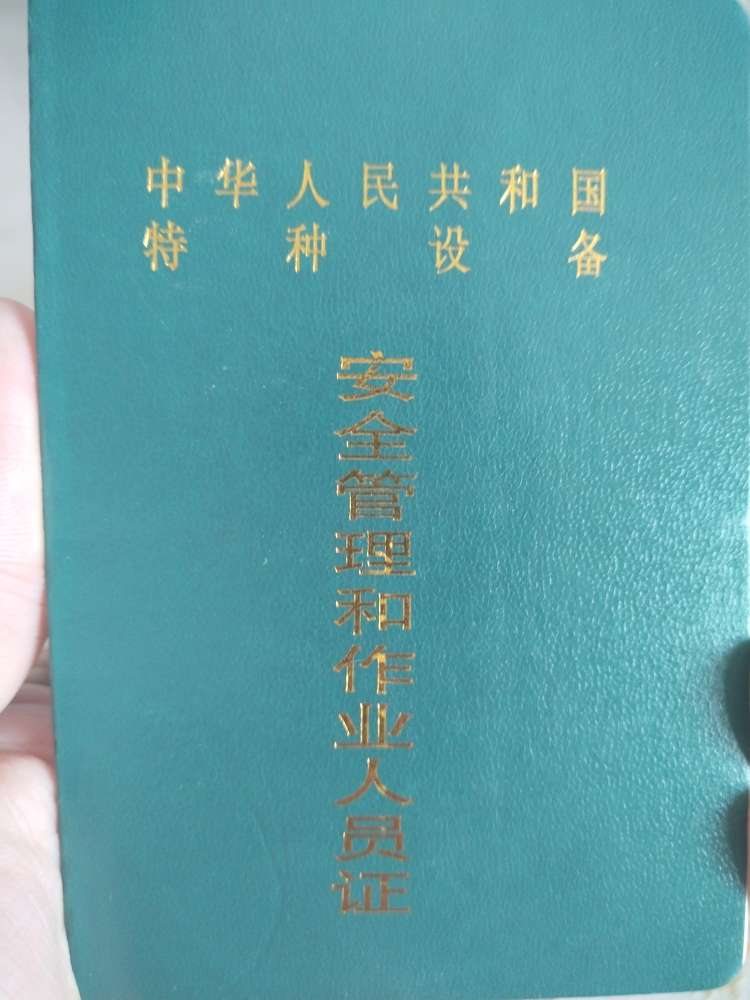 中华人民共和国
特种设备
安全管理和作业人员证